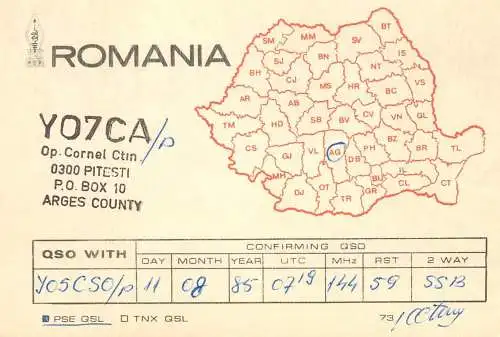 ROMANIA
YO7CA/p
Op. Cornel Ctin.
0300 PITESTI
P.O. BOX 10
ARGES COUNTY
SM MM BT
SJ BN SV IS
BH CJ MS NT VS
AR AB HR BC
TM HD SB BV CV VN GL
CS GJ VL AG PH BZ BR TL
MH DB IL
DJ OT TR GR CL CT
QSO WITH
CONFIRMING QSO
DAY MONTH YEAR UTC MHz RST 2 WAY
YO5CSO/p 11 08 85 07 19 144 59 SSB
PSE QSL TNX QSL 73!